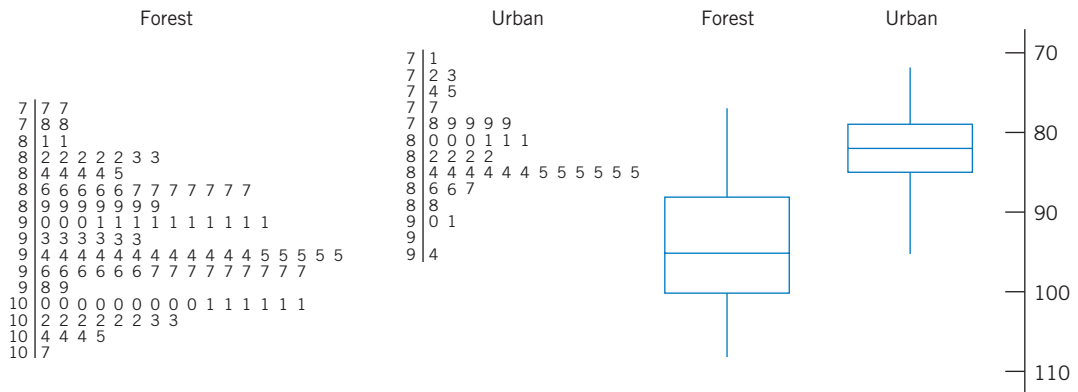 Forest
7 7 7
7 8 8
8 1 1
8 2 2 2 2 2 3 3
8 4 4 4 4 5
8 6 6 6 6 6 7 7 7 7 7 7 7
8 9 9 9 9 9 9 9
9 0 0 0 1 1 1 1 1 1 1 1 1 1
9 3 3 3 3 3 3
9 4 4 4 4 4 4 4 4 4 4 4 4 5 5 5 5 5
9 6 6 6 6 6 6 7 7 7 7 7 7 7 7 7
9 8 9
10 0 0 0 0 0 0 0 0 0 1 1 1 1 1 1
10 2 2 2 2 2 2 3 3
10 4 4 4 5
10 7
Urban
7 1
7 2 3
7 4 5
7 7
7 8 9 9 9 9
8 0 0 0 1 1 1
8 2 2 2 2
8 4 4 4 4 4 4 5 5 5 5 5 5
8 6 6 7
8 8
9 0 1
9
9 4
Forest
Urban
70
80
90
100
110